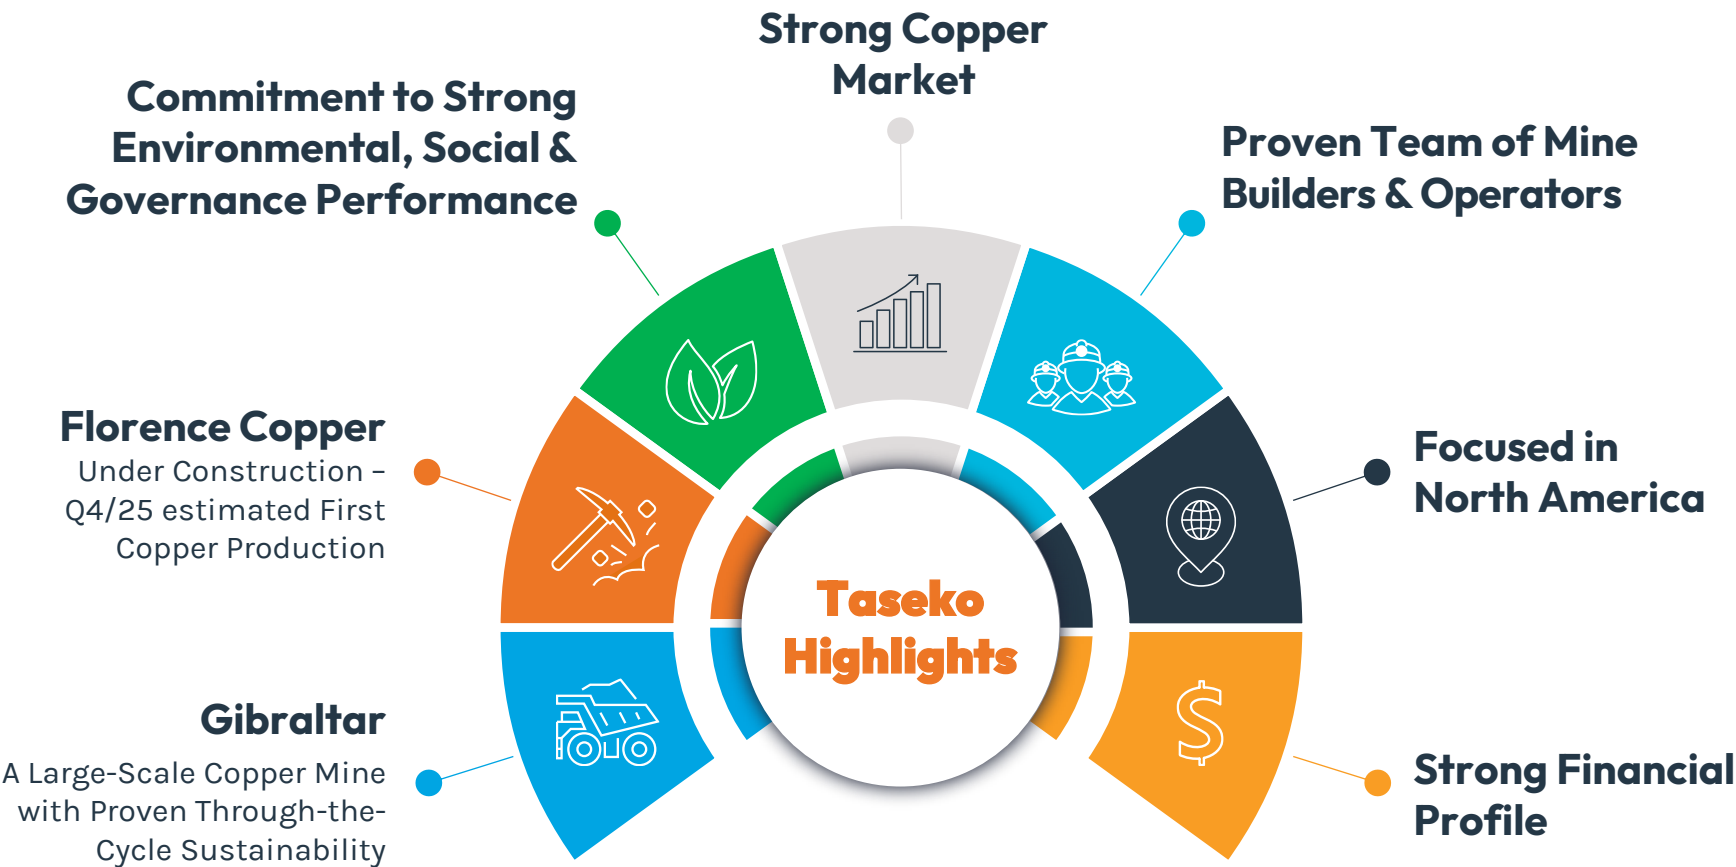 Strong Copper
Market
Commitment to Strong
Environmental, Social &
Governance Performance
Proven Team of Mine
Builders & Operators
Florence Copper
Under Construction –
Q4/25 estimated First
Copper Production
Focused in
North America
Taseko
Highlights
Gibraltar
A Large-Scale Copper Mine
with Proven Through-the-
Cycle Sustainability
Strong Financial
Profile
$